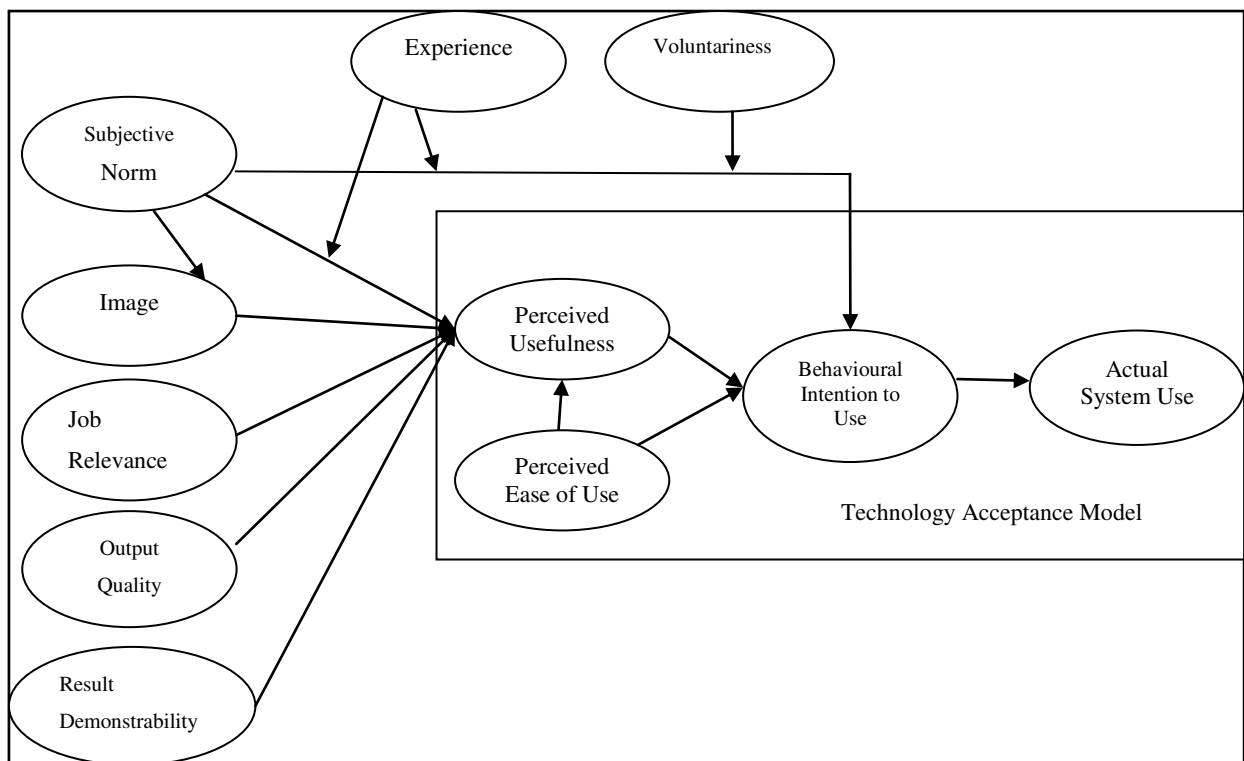 Experience
Voluntariness
Subjective
Norm
Image
Perceived
Usefulness
Behavioural
Intention to
Use
Actual
System Use
Job
Relevance
Perceived
Ease of Use
Technology Acceptance Model
Output
Quality
Result
Demonstrability